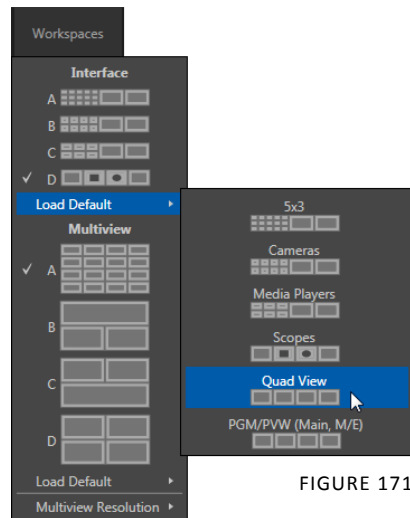 Workspaces
Interface
A
B
C
✓ D
Load Default
Multiview
✓ A
B
C
D
Load Default
Multiview Resolution
5x3
Cameras
Media Players
Scopes
Quad View
PGM/PVW (Main, M/E)
FIGURE 171